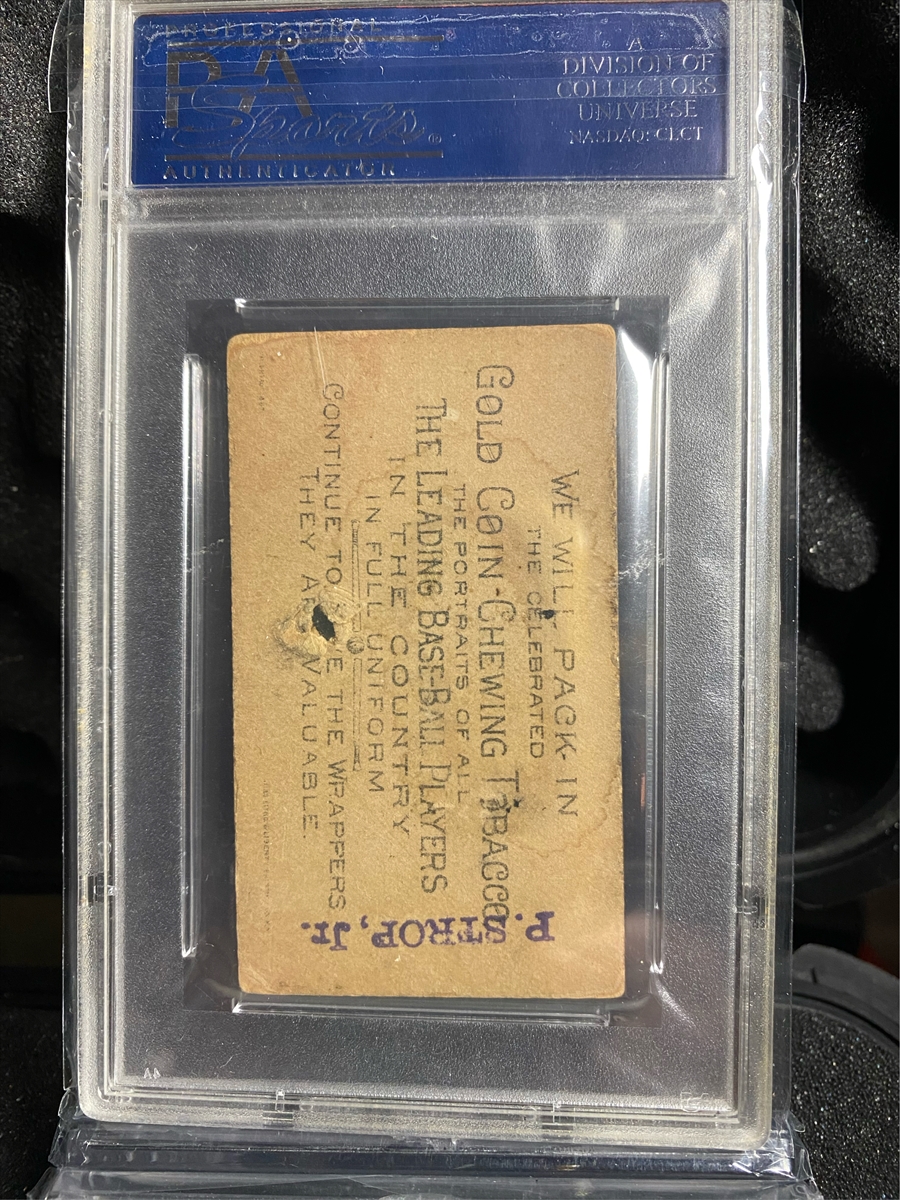 PROFESSIONAL
PSA
Sports®
AUTHENTICATOR
A
DIVISION OF
COLLECTORS
UNIVERSE
NASDAQ: CLCT
WE WILL PACK IN
THE CELEBRATED
GOLD COIN CHEWING TOBACCO
THE PORTRAITS OF ALL
THE LEADING BASE-BALL PLAYERS
IN THE COUNTRY
IN FULL UNIFORM
CONTINUE TO THE WRAPPERS
THEY VALUABLE.
P. STROP, Jr.